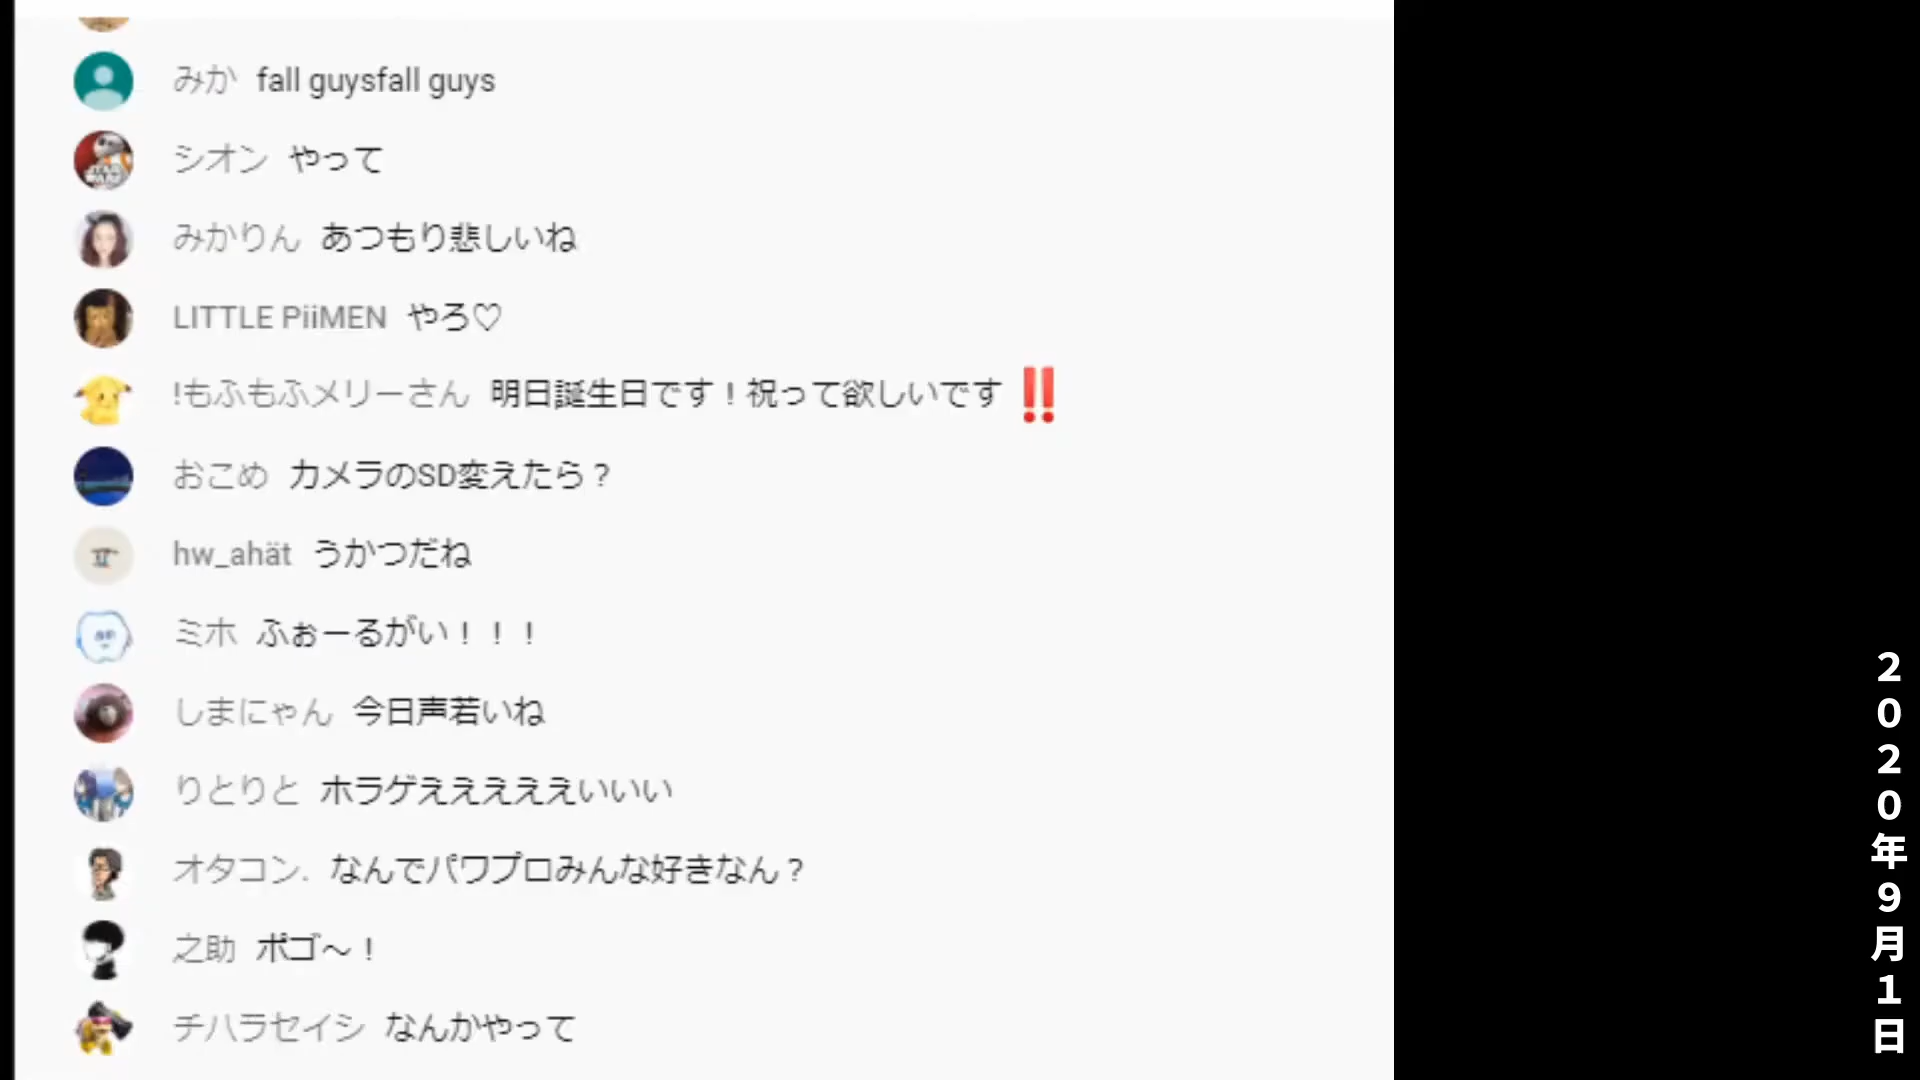 みか fall guysfall guys
シオン やって
みかりん あつもり悲しいね
LITTLE PiiMEN やろ♡
!もふもふメリーさん 明日誕生日です！祝って欲しいです‼
おこめ カメラのSD変えたら？
hw_ahät うかつだね
ミホ ふぉーるがい！！！
しまにゃん 今日声若いね
りとりと ホラゲえええええいいい
オタコン. なんでパワプロみんな好きなん？
之助 ポゴ～！
チハラセイシ なんかやって
2020年9月1日